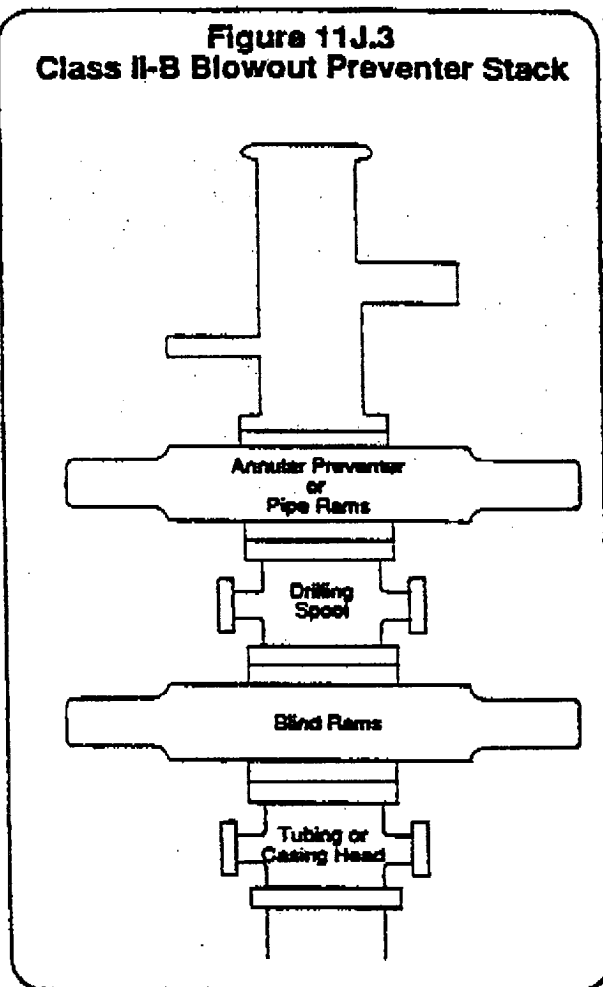 Figure 11J.3
Class II-B Blowout Preventer Stack
Annular Preventer
or
Pipe Rams
Drilling
Spool
Blind Rams
Tubing or
Casing Head